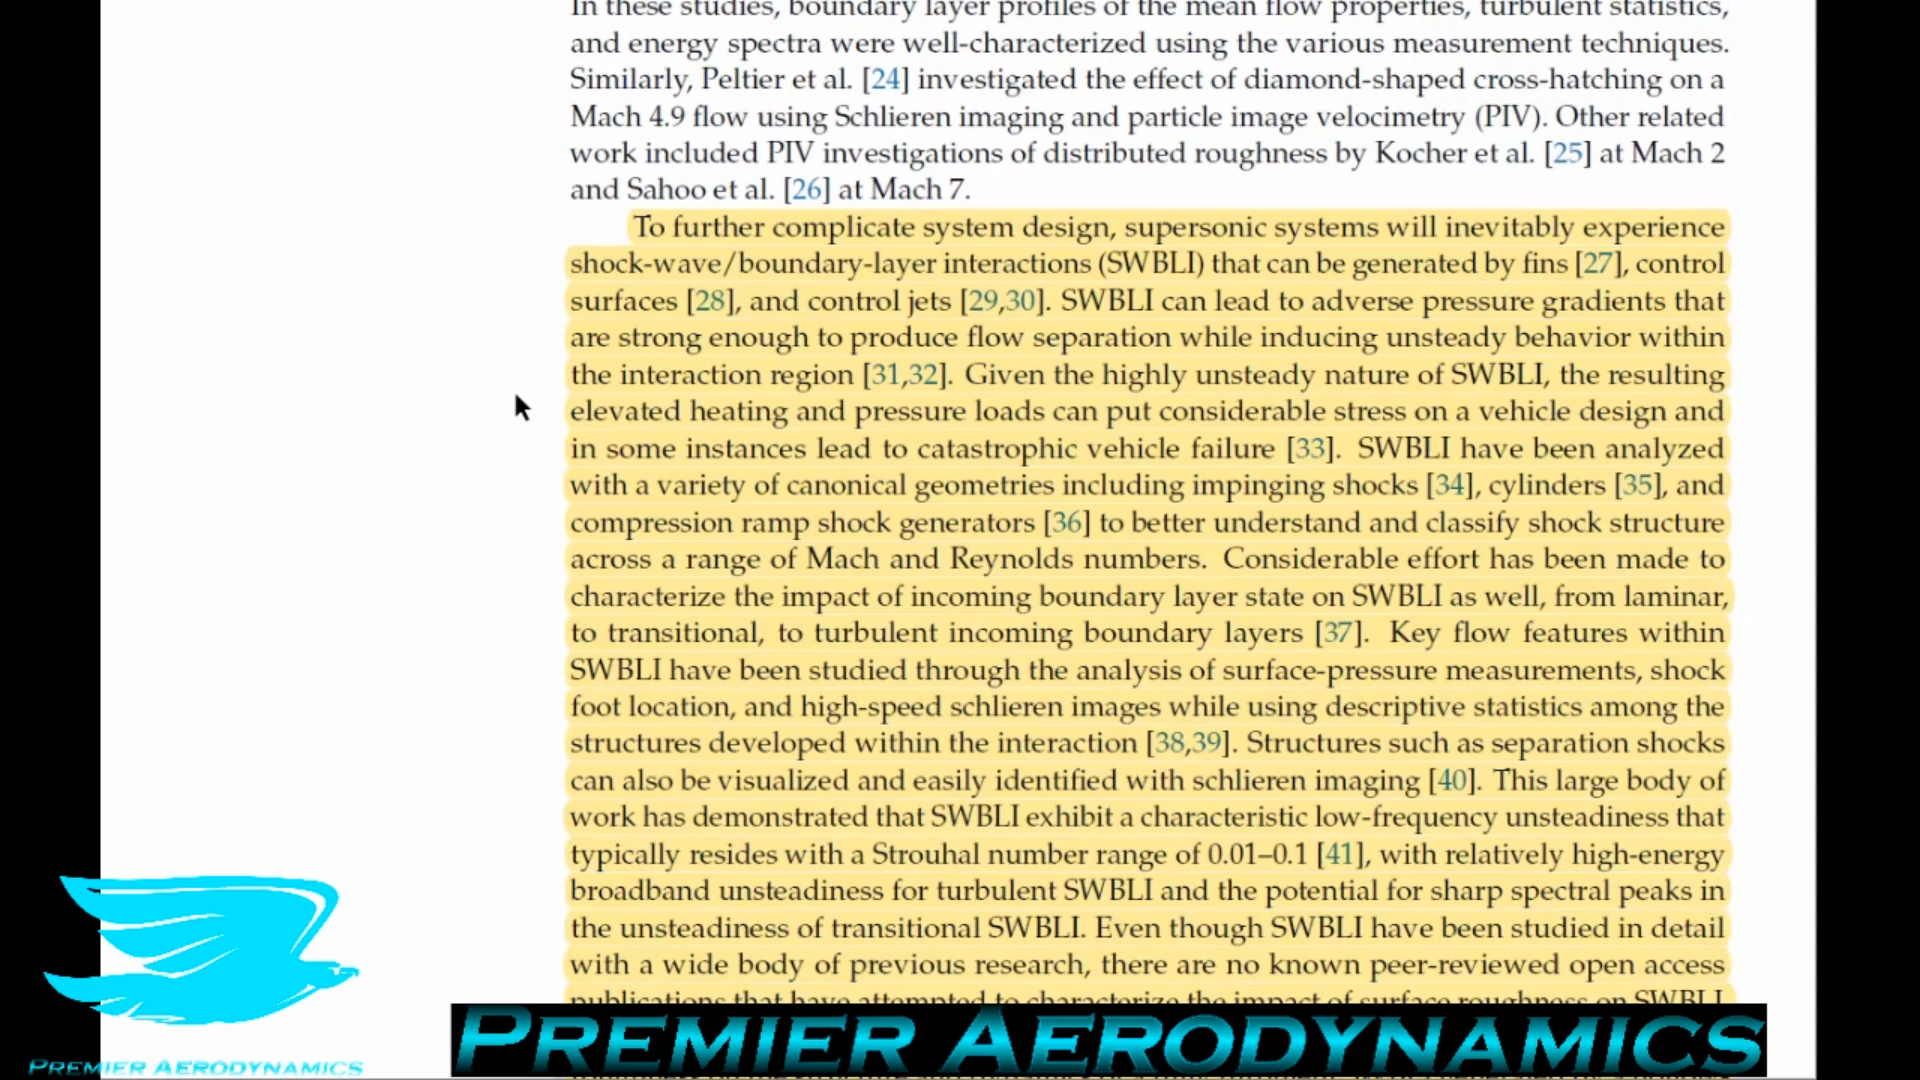 In these studies, boundary layer profiles of the mean flow properties, turbulent statistics,
and energy spectra were well-characterized using the various measurement techniques.
Similarly, Peltier et al. [24] investigated the effect of diamond-shaped cross-hatching on a
Mach 4.9 flow using Schlieren imaging and particle image velocimetry (PIV). Other related
work included PIV investigations of distributed roughness by Kocher et al. [25] at Mach 2
and Sahoo et al. [26] at Mach 7.
To further complicate system design, supersonic systems will inevitably experience
shock-wave/boundary-layer interactions (SWBLI) that can be generated by fins [27], control
surfaces [28], and control jets [29,30]. SWBLI can lead to adverse pressure gradients that
are strong enough to produce flow separation while inducing unsteady behavior within
the interaction region [31,32]. Given the highly unsteady nature of SWBLI, the resulting
elevated heating and pressure loads can put considerable stress on a vehicle design and
in some instances lead to catastrophic vehicle failure [33]. SWBLI have been analyzed
with a variety of canonical geometries including impinging shocks [34], cylinders [35], and
compression ramp shock generators [36] to better understand and classify shock structure
across a range of Mach and Reynolds numbers. Considerable effort has been made to
characterize the impact of incoming boundary layer state on SWBLI as well, from laminar,
to transitional, to turbulent incoming boundary layers [37]. Key flow features within
SWBLI have been studied through the analysis of surface-pressure measurements, shock
foot location, and high-speed schlieren images while using descriptive statistics among the
structures developed within the interaction [38,39]. Structures such as separation shocks
can also be visualized and easily identified with schlieren imaging [40]. This large body of
work has demonstrated that SWBLI exhibit a characteristic low-frequency unsteadiness that
typically resides with a Strouhal number range of 0.01–0.1 [41], with relatively high-energy
broadband unsteadiness for turbulent SWBLI and the potential for sharp spectral peaks in
the unsteadiness of transitional SWBLI. Even though SWBLI have been studied in detail
with a wide body of previous research, there are no known peer-reviewed open access
publications that have attempted to characterize the impact of surface roughness on SWBLI
PREMIER AERODYNAMICS
PREMIER AERODYNAMICS